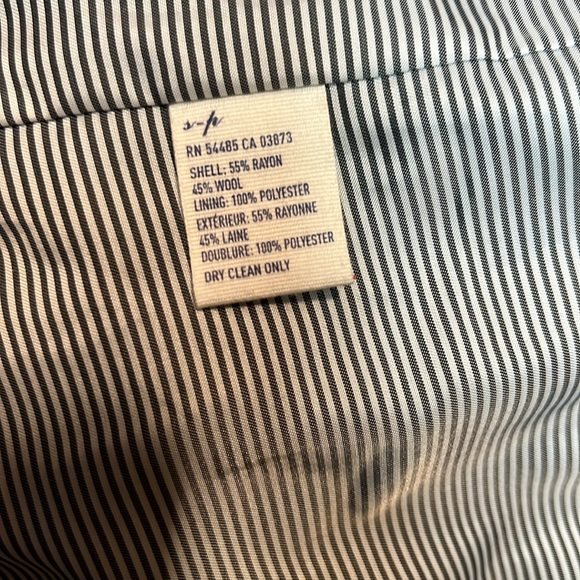 s-p
RN 54485 CA 03873
SHELL: 55% RAYON
45% WOOL
LINING: 100% POLYESTER
EXTÉRIEUR: 55% RAYONNE
45% LAINE
DOUBLURE: 100% POLYESTER
DRY CLEAN ONLY